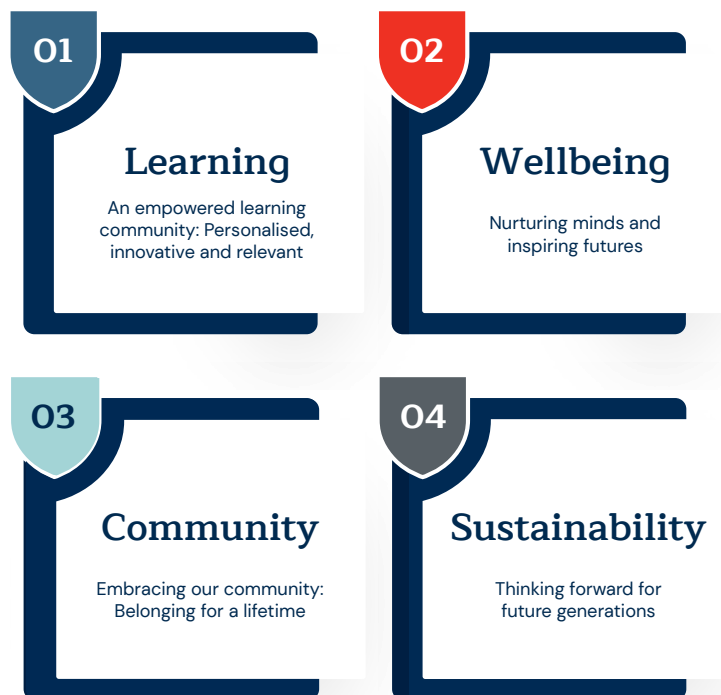 01
Learning
An empowered learning
community: Personalised,
innovative and relevant
02
Wellbeing
Nurturing minds and
inspiring futures
03
Community
Embracing our community:
Belonging for a lifetime
04
Sustainability
Thinking forward for
future generations